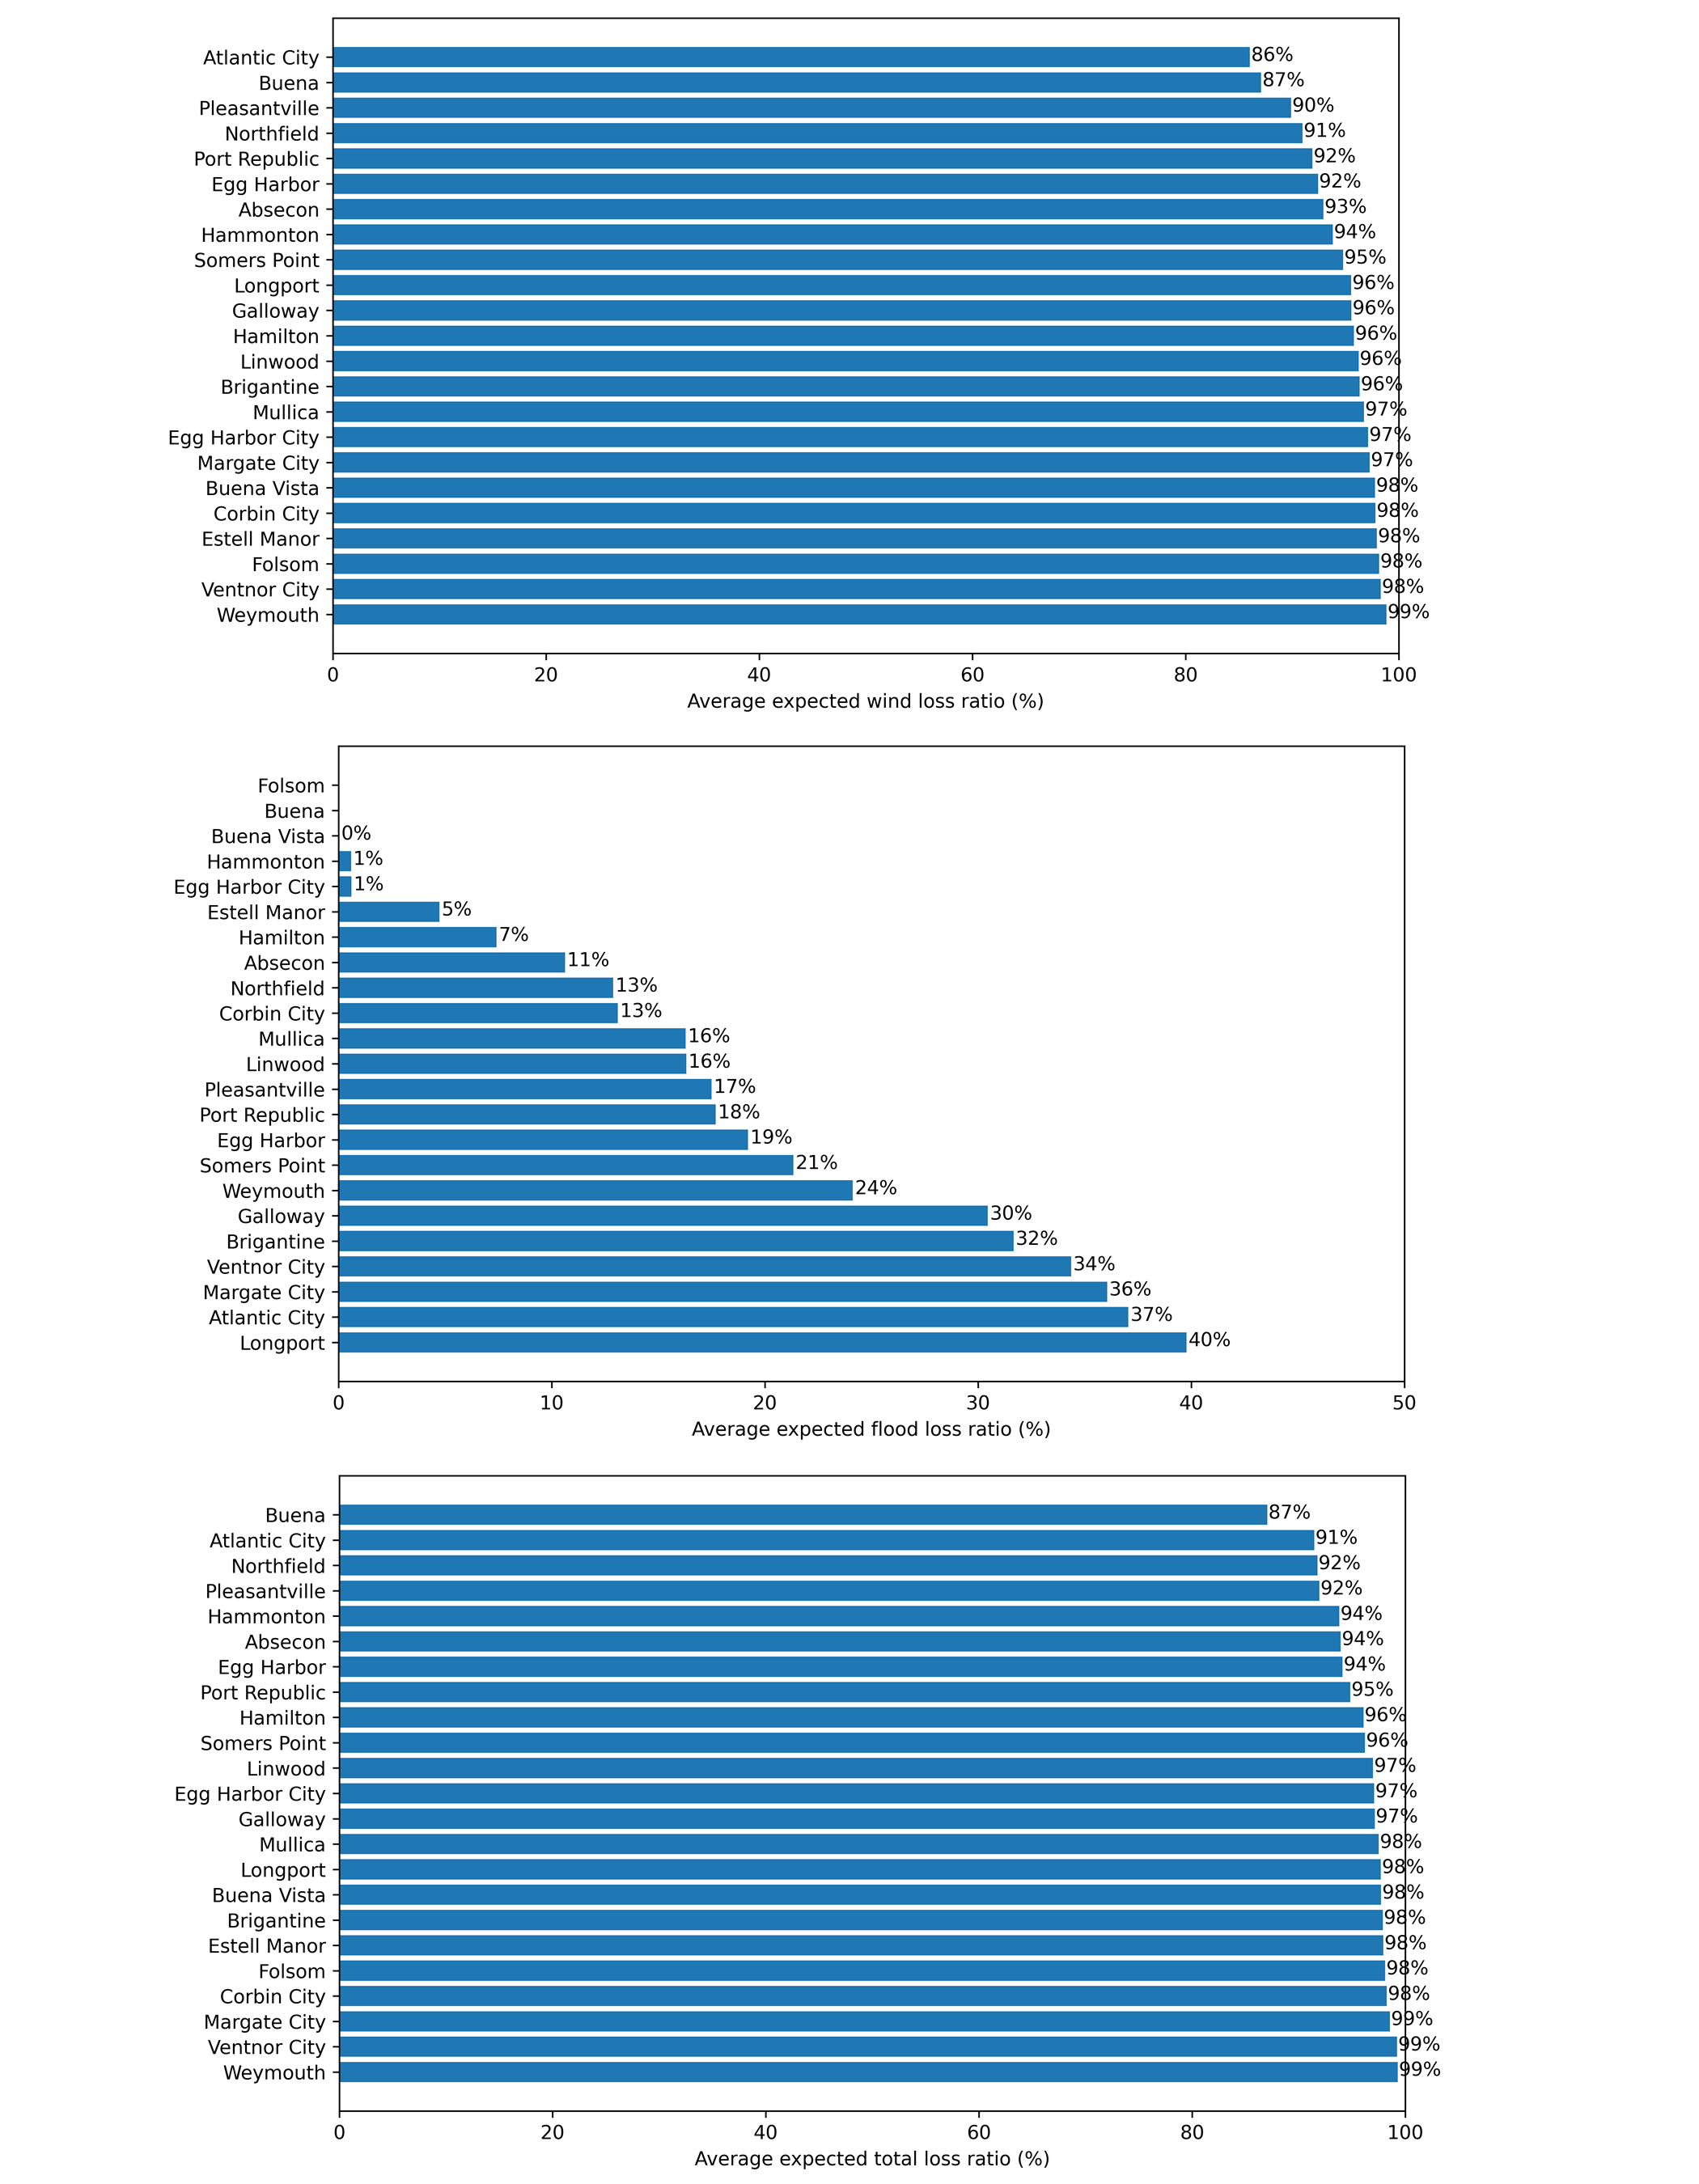 Atlantic City 86%
Buena 87%
Pleasantville 90%
Northfield 91%
Port Republic 92%
Egg Harbor 92%
Absecon 93%
Hammonton 94%
Somers Point 95%
Longport 96%
Galloway 96%
Hamilton 96%
Linwood 96%
Brigantine 96%
Mullica 97%
Egg Harbor City 97%
Margate City 97%
Buena Vista 98%
Corbin City 98%
Estell Manor 98%
Folsom 98%
Ventnor City 98%
Weymouth 99%
0 20 40 60 80 100
Average expected wind loss ratio (%)
Folsom
Buena
Buena Vista 0%
Hammonton 1%
Egg Harbor City 1%
Estell Manor 5%
Hamilton 7%
Absecon 11%
Northfield 13%
Corbin City 13%
Mullica 16%
Linwood 16%
Pleasantville 17%
Port Republic 18%
Egg Harbor 19%
Somers Point 21%
Weymouth 24%
Galloway 30%
Brigantine 32%
Ventnor City 34%
Margate City 36%
Atlantic City 37%
Longport 40%
0 10 20 30 40 50
Average expected flood loss ratio (%)
Buena 87%
Atlantic City 91%
Northfield 92%
Pleasantville 92%
Hammonton 94%
Absecon 94%
Egg Harbor 94%
Port Republic 95%
Hamilton 96%
Somers Point 96%
Linwood 97%
Egg Harbor City 97%
Galloway 97%
Mullica 98%
Longport 98%
Buena Vista 98%
Brigantine 98%
Estell Manor 98%
Folsom 98%
Corbin City 98%
Margate City 99%
Ventnor City 99%
Weymouth 99%
0 20 40 60 80 100
Average expected total loss ratio (%)